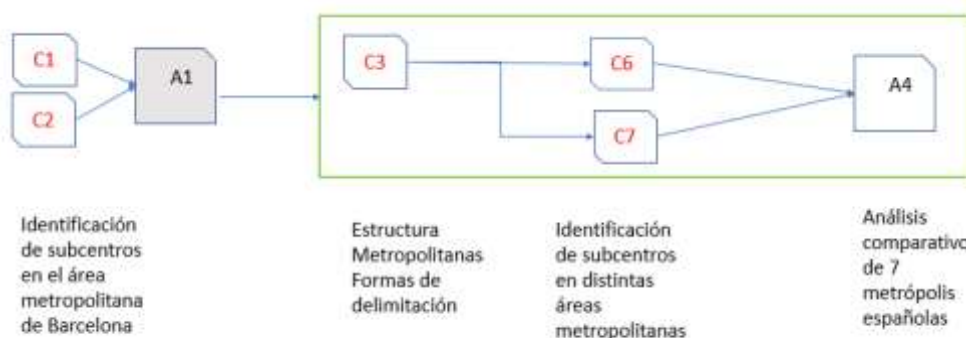 C1
C2
A1
C3
C6
C7
A4
Identificación
de subcentros
en el área
metropolitana
de Barcelona
Estructura
Metropolitanas
Formas de
delimitación
Identificación
de subcentros
en distintas
áreas
metropolitanas
Análisis
comparativo
de 7
metrópolis
españolas